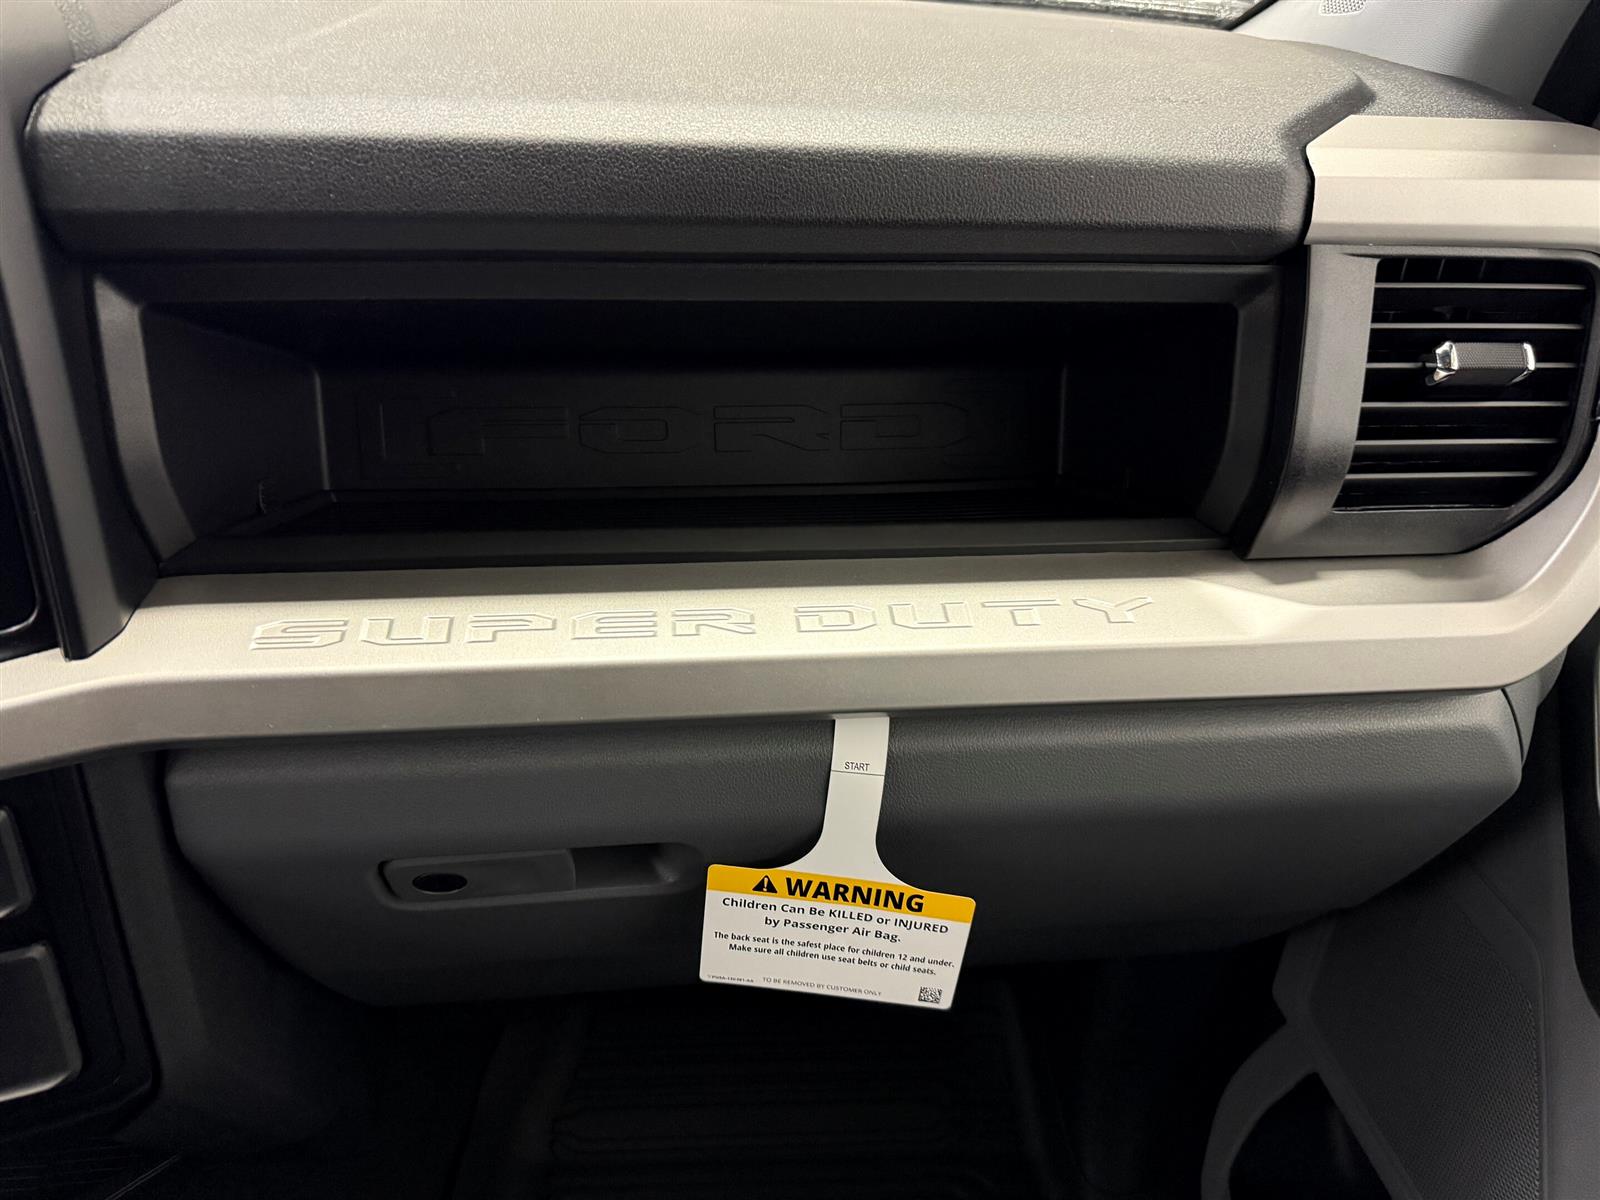 FORD
SUPER DUTY
START
WARNING
Children Can Be KILLED or INJURED
by Passenger Air Bag.
The back seat is the safest place for children 12 and under.
Make sure all children use seat belts or child seats.
TO BE REMOVED BY CUSTOMER ONLY